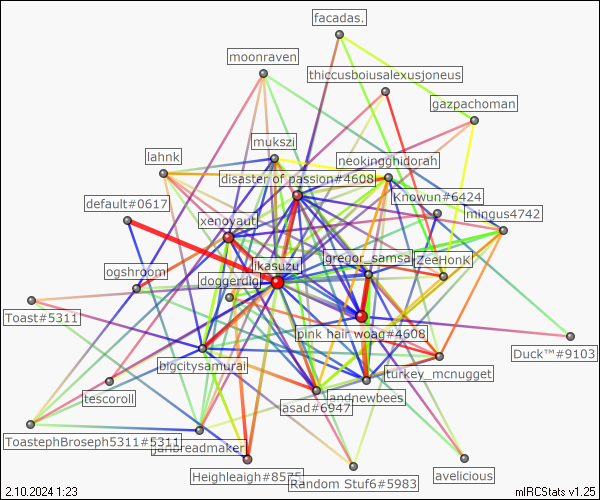 facadas.
moonraven
thiccusboiusalexusjoneus
gazpachoman
mukszi
lahnk
neokingghidorah
disaster of passion#4608
Knowun#6424
default#0617
xenoyaut
mingus4742
ikasuzu
gregor_samsa
ZeeHonK
ogshroom
doggerdig
Toast#5311
pink hair woag#4608
Duck™#9103
bigcitysamurai
turkey_mcnugget
tescoroll
asad#6947
andnewbees
ToastephBroseph5311#5311
janbreadmaker
Heighleaigh#8575
Random Stuf6#5983
avelicious
2.10.2024 1:23
mIRCStats v1.25